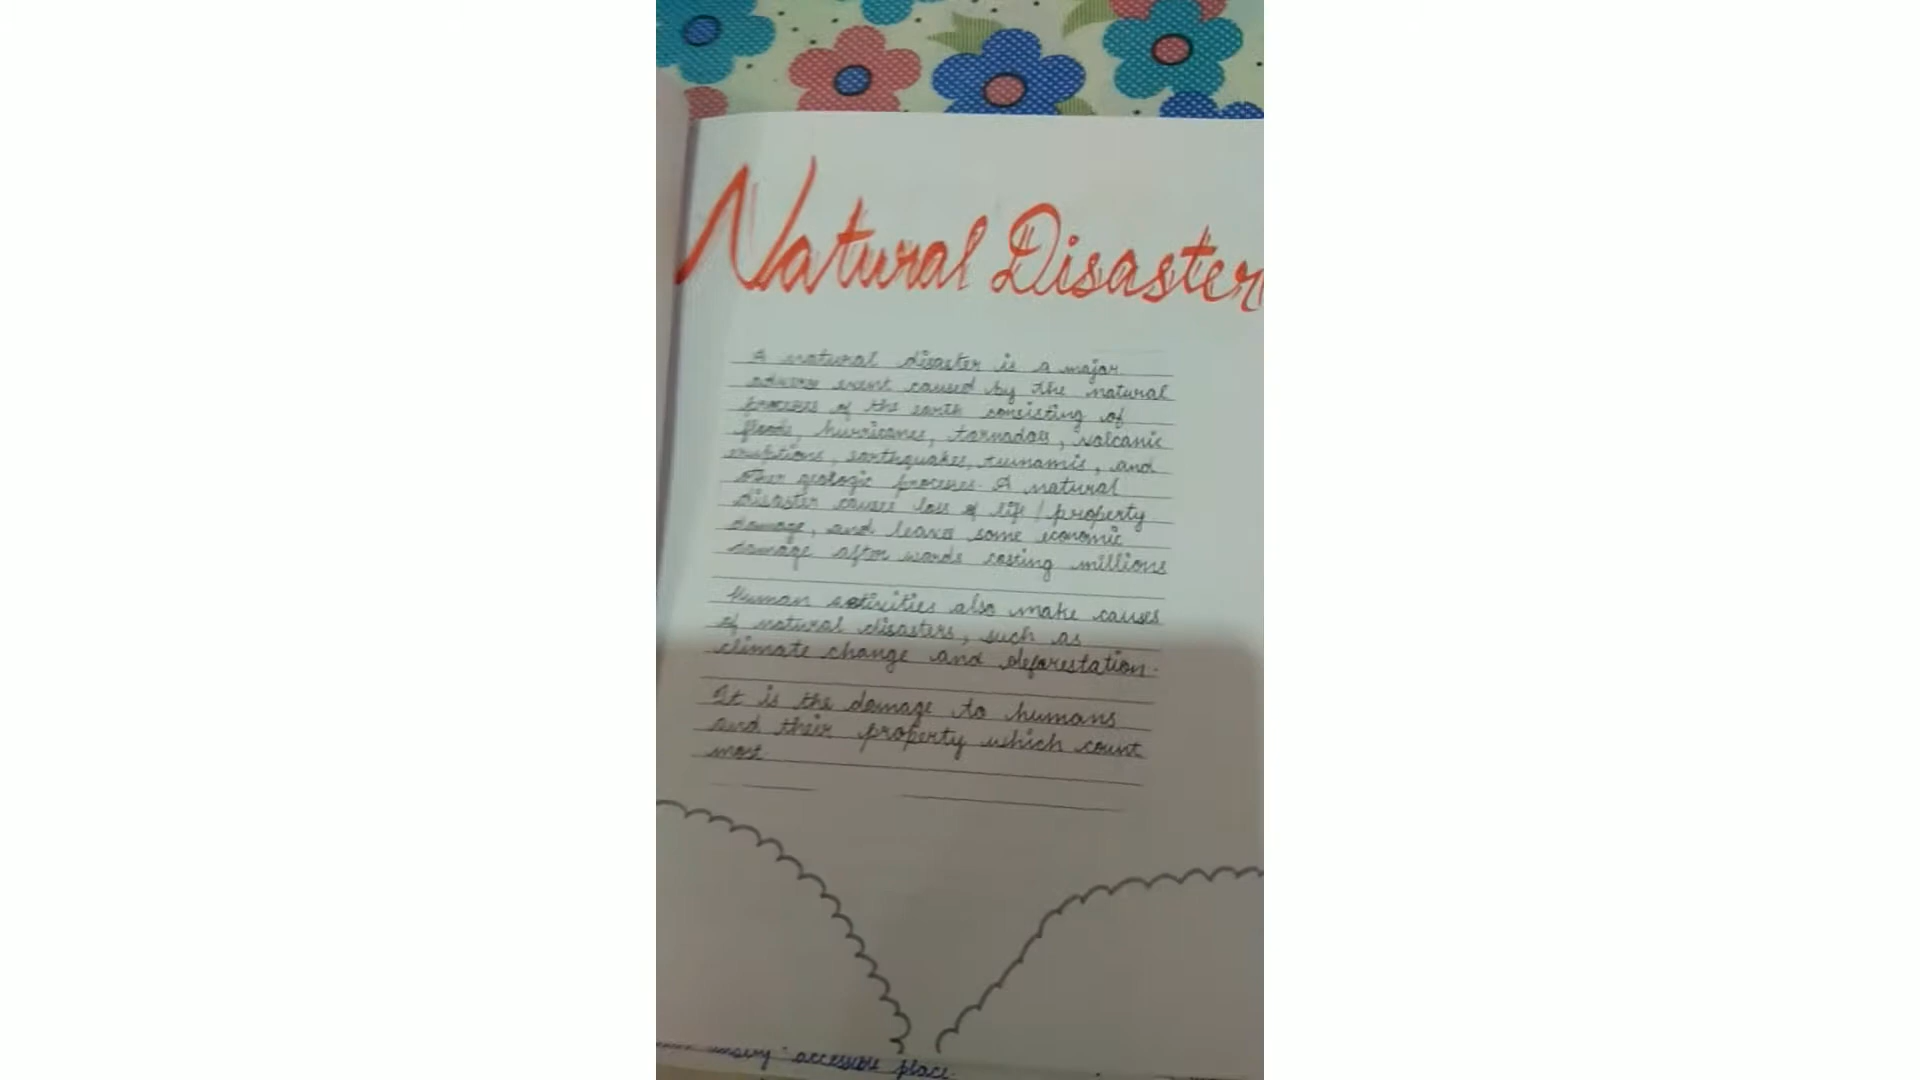 Natural Disaster
A natural disaster is a major
adverse event caused by the natural
processes of the earth consisting of
floods, hurricanes, tornadoes, volcanic
eruptions, earthquakes, tsunamis, and
other geologic processes. A natural
disaster causes loss of life / property
damage, and leaves some economic
damage after wards costing millions
Human activities also make causes
of natural disasters, such as
climate change and deforestation.
It is the damage to humans
and their property which count
most.
accessible place.